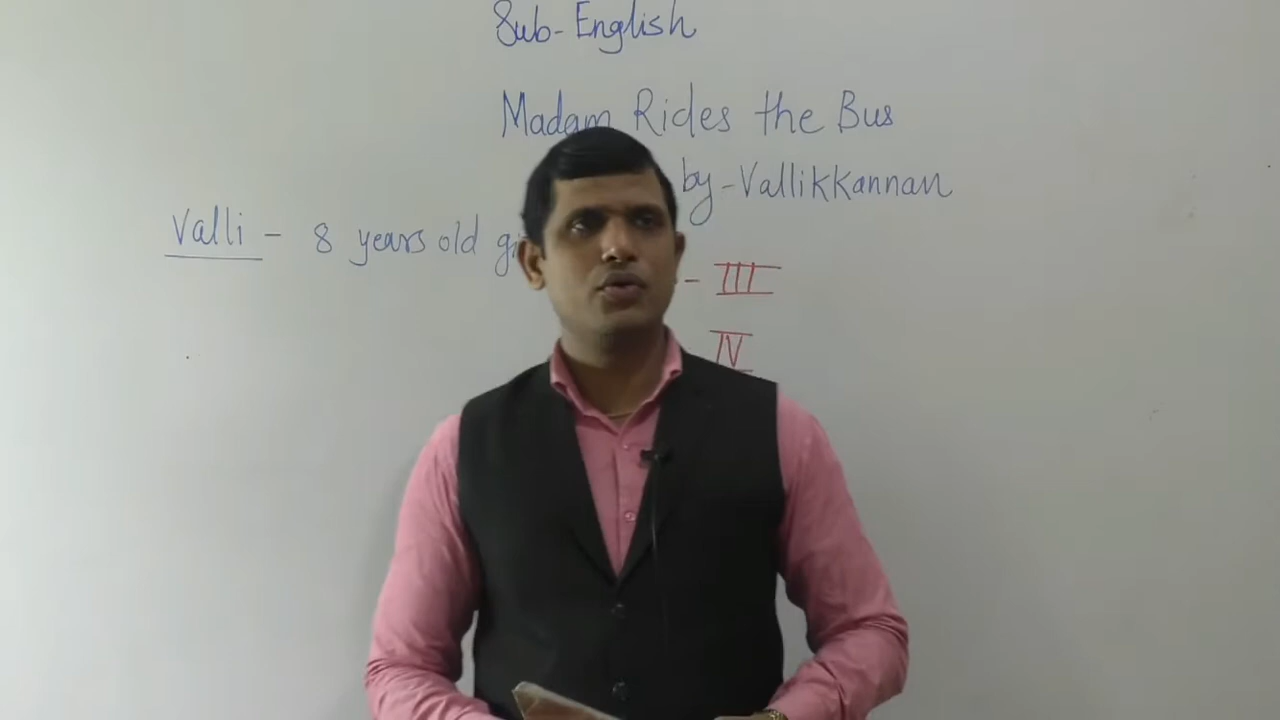 Sub-English
Madam Rides the Bus
by-Vallikkannan
Valli - 8 years old
- III
IV